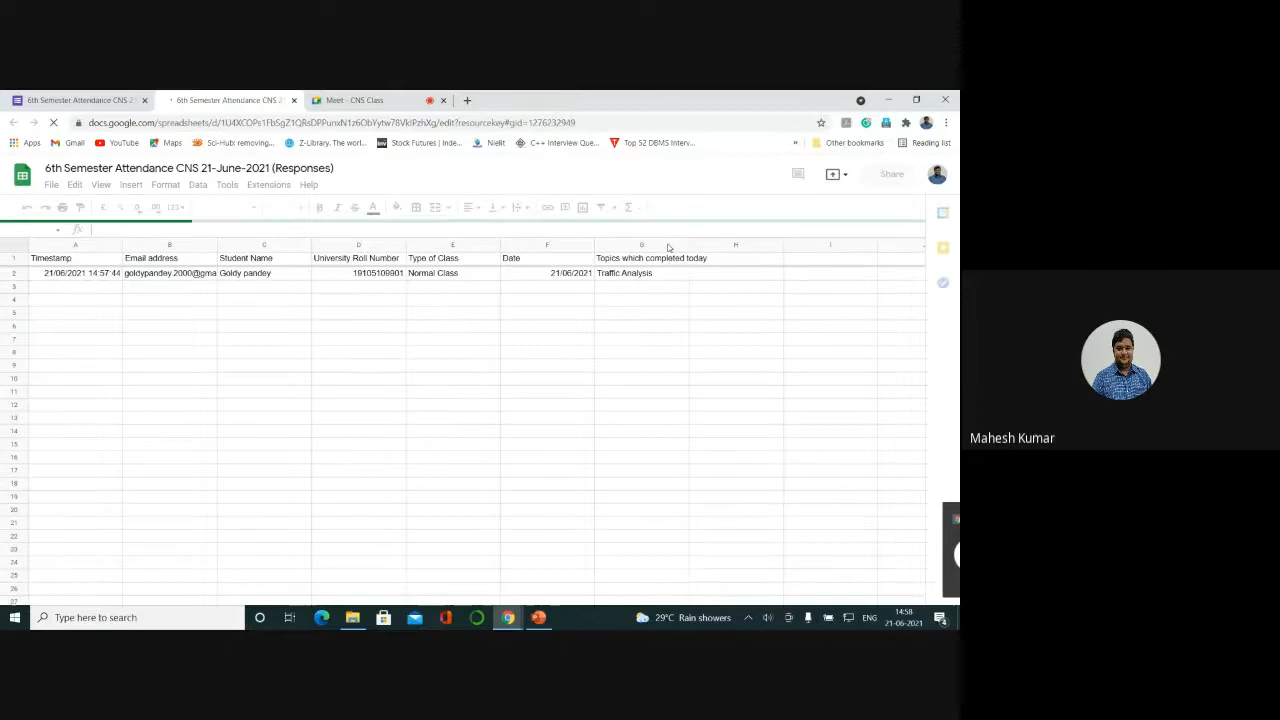 6th Semester Attendance CNS 2
6th Semester Attendance CNS 2
Meet - CNS Class
docs.google.com/spreadsheets/d/
edit?resourcekey#gid=1276232949
Apps Gmail YouTube Maps Sci-Hub: removing... Z-Library. The worl... Stock Futures | Inde... Nielit C++ Interview Que... Top 52 DBMS Interv... » Other bookmarks Reading list
6th Semester Attendance CNS 21-June-2021 (Responses)
Share
File Edit View Insert Format Data Tools Extensions Help
£ % .0 .00 123
B I S A Σ
fx
A B C D E F G H I
1 Timestamp Email address Student Name University Roll Number Type of Class Date Topics which completed today
2 21/06/2021 14:57:44 goldypandey.2000@gma Goldy pandey 19105109901 Normal Class 21/06/2021 Traffic Analysis
3
4
5
6
7
8
9
10
11
12
13
14
15
16
17
18
19
20
21
22
23
24
25
26
27
Mahesh Kumar
Type here to search
29°C Rain showers
ENG
14:58
21-06-2021
4